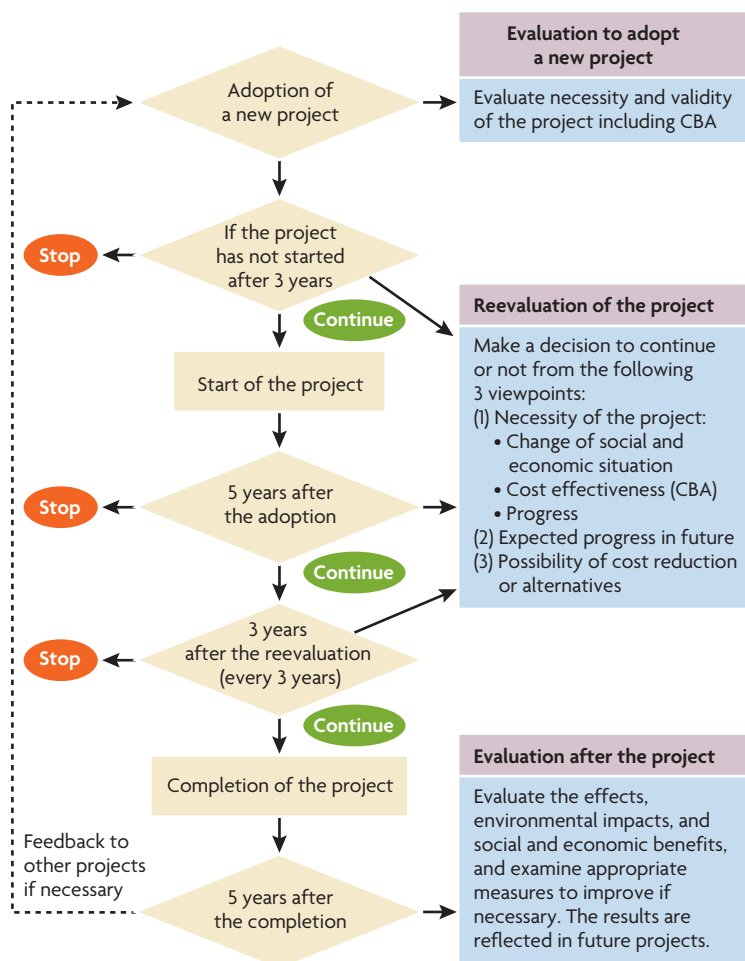 Adoption of
a new project
Evaluation to adopt
a new project
Evaluate necessity and validity
of the project including CBA
If the project
has not started
after 3 years
Stop
Continue
Start of the project
Reevaluation of the project
Make a decision to continue
or not from the following
3 viewpoints:
(1) Necessity of the project:
• Change of social and
economic situation
• Cost effectiveness (CBA)
• Progress
(2) Expected progress in future
(3) Possibility of cost reduction
or alternatives
5 years after
the adoption
Stop
Continue
3 years
after the reevaluation
(every 3 years)
Stop
Continue
Completion of the project
Evaluation after the project
Evaluate the effects,
environmental impacts, and
social and economic benefits,
and examine appropriate
measures to improve if
necessary. The results are
reflected in future projects.
Feedback to
other projects
if necessary
5 years after
the completion